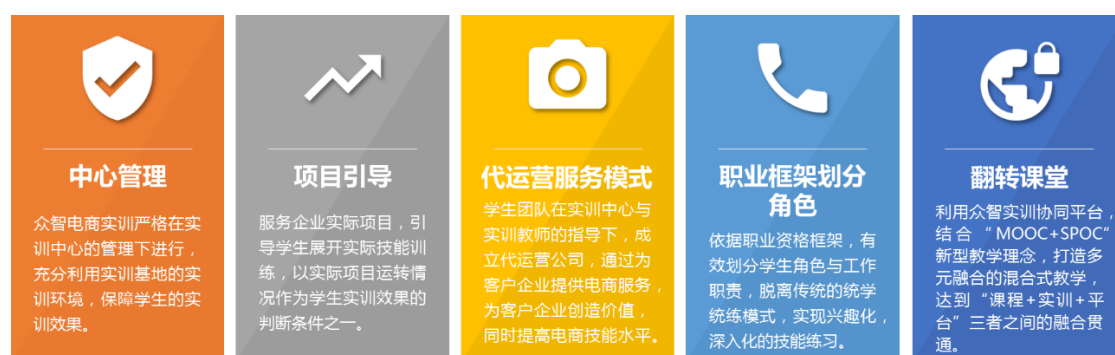 中心管理
众智电商实训严格在实
训中心的管理下进行，
充分利用实训基地的实
训环境，保障学生的实
训效果。
项目引导
服务企业实际项目，引
导学生展开实际技能训
练，以实际项目运转情
况作为学生实训效果的
判断条件之一。
代运营服务模式
学生团队在实训中心与
实训教师的指导下，成
立代运营公司，通过为
客户企业提供电商服务，
为客户企业创造价值，
同时提高电商技能水平。
职业框架划分
角色
依据职业资格框架，有
效划分学生角色与工作
职责，脱离传统的统学
统练模式，实现兴趣化，
深入化的技能练习。
翻转课堂
利用众智实训协同平台，
结合“MOOC+SPOC”
新型教学理念，打造多
元融合的混合式教学，
达到“课程+实训+平
台”三者之间的融合贯
通。